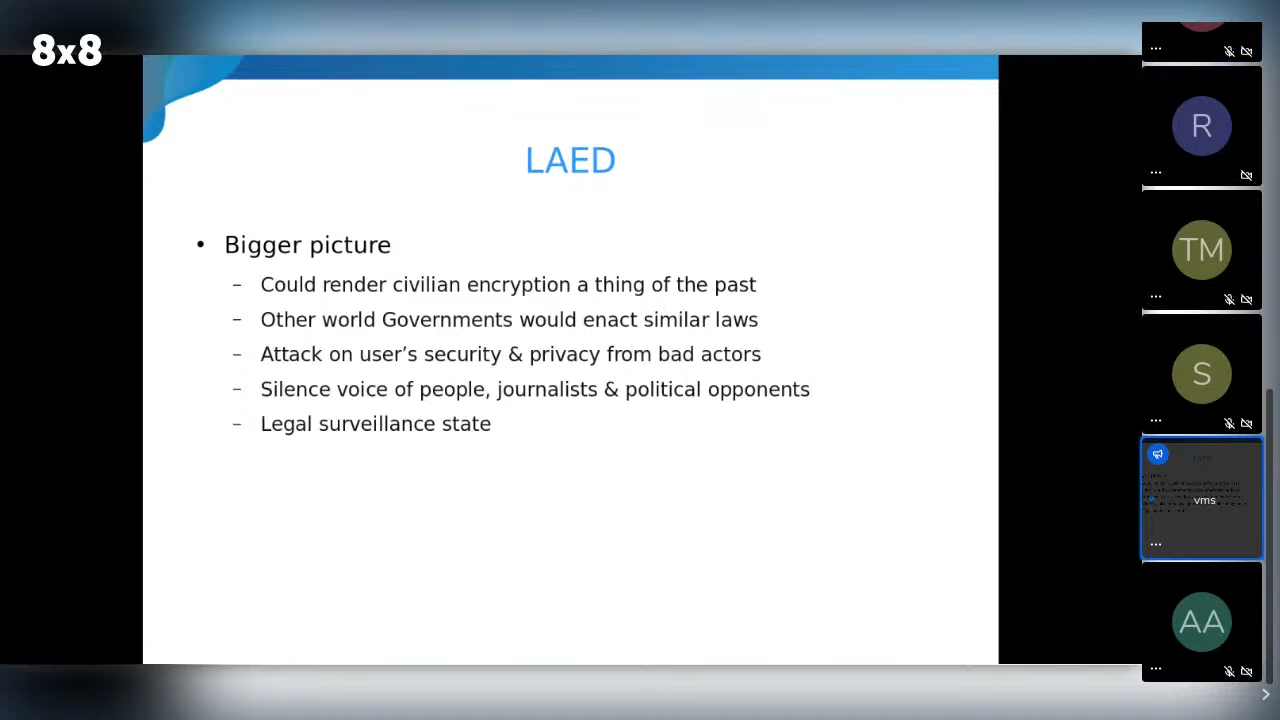 8x8
LAED
• Bigger picture
– Could render civilian encryption a thing of the past
– Other world Governments would enact similar laws
– Attack on user’s security & privacy from bad actors
– Silence voice of people, journalists & political opponents
– Legal surveillance state
R
TM
S
vms
AA